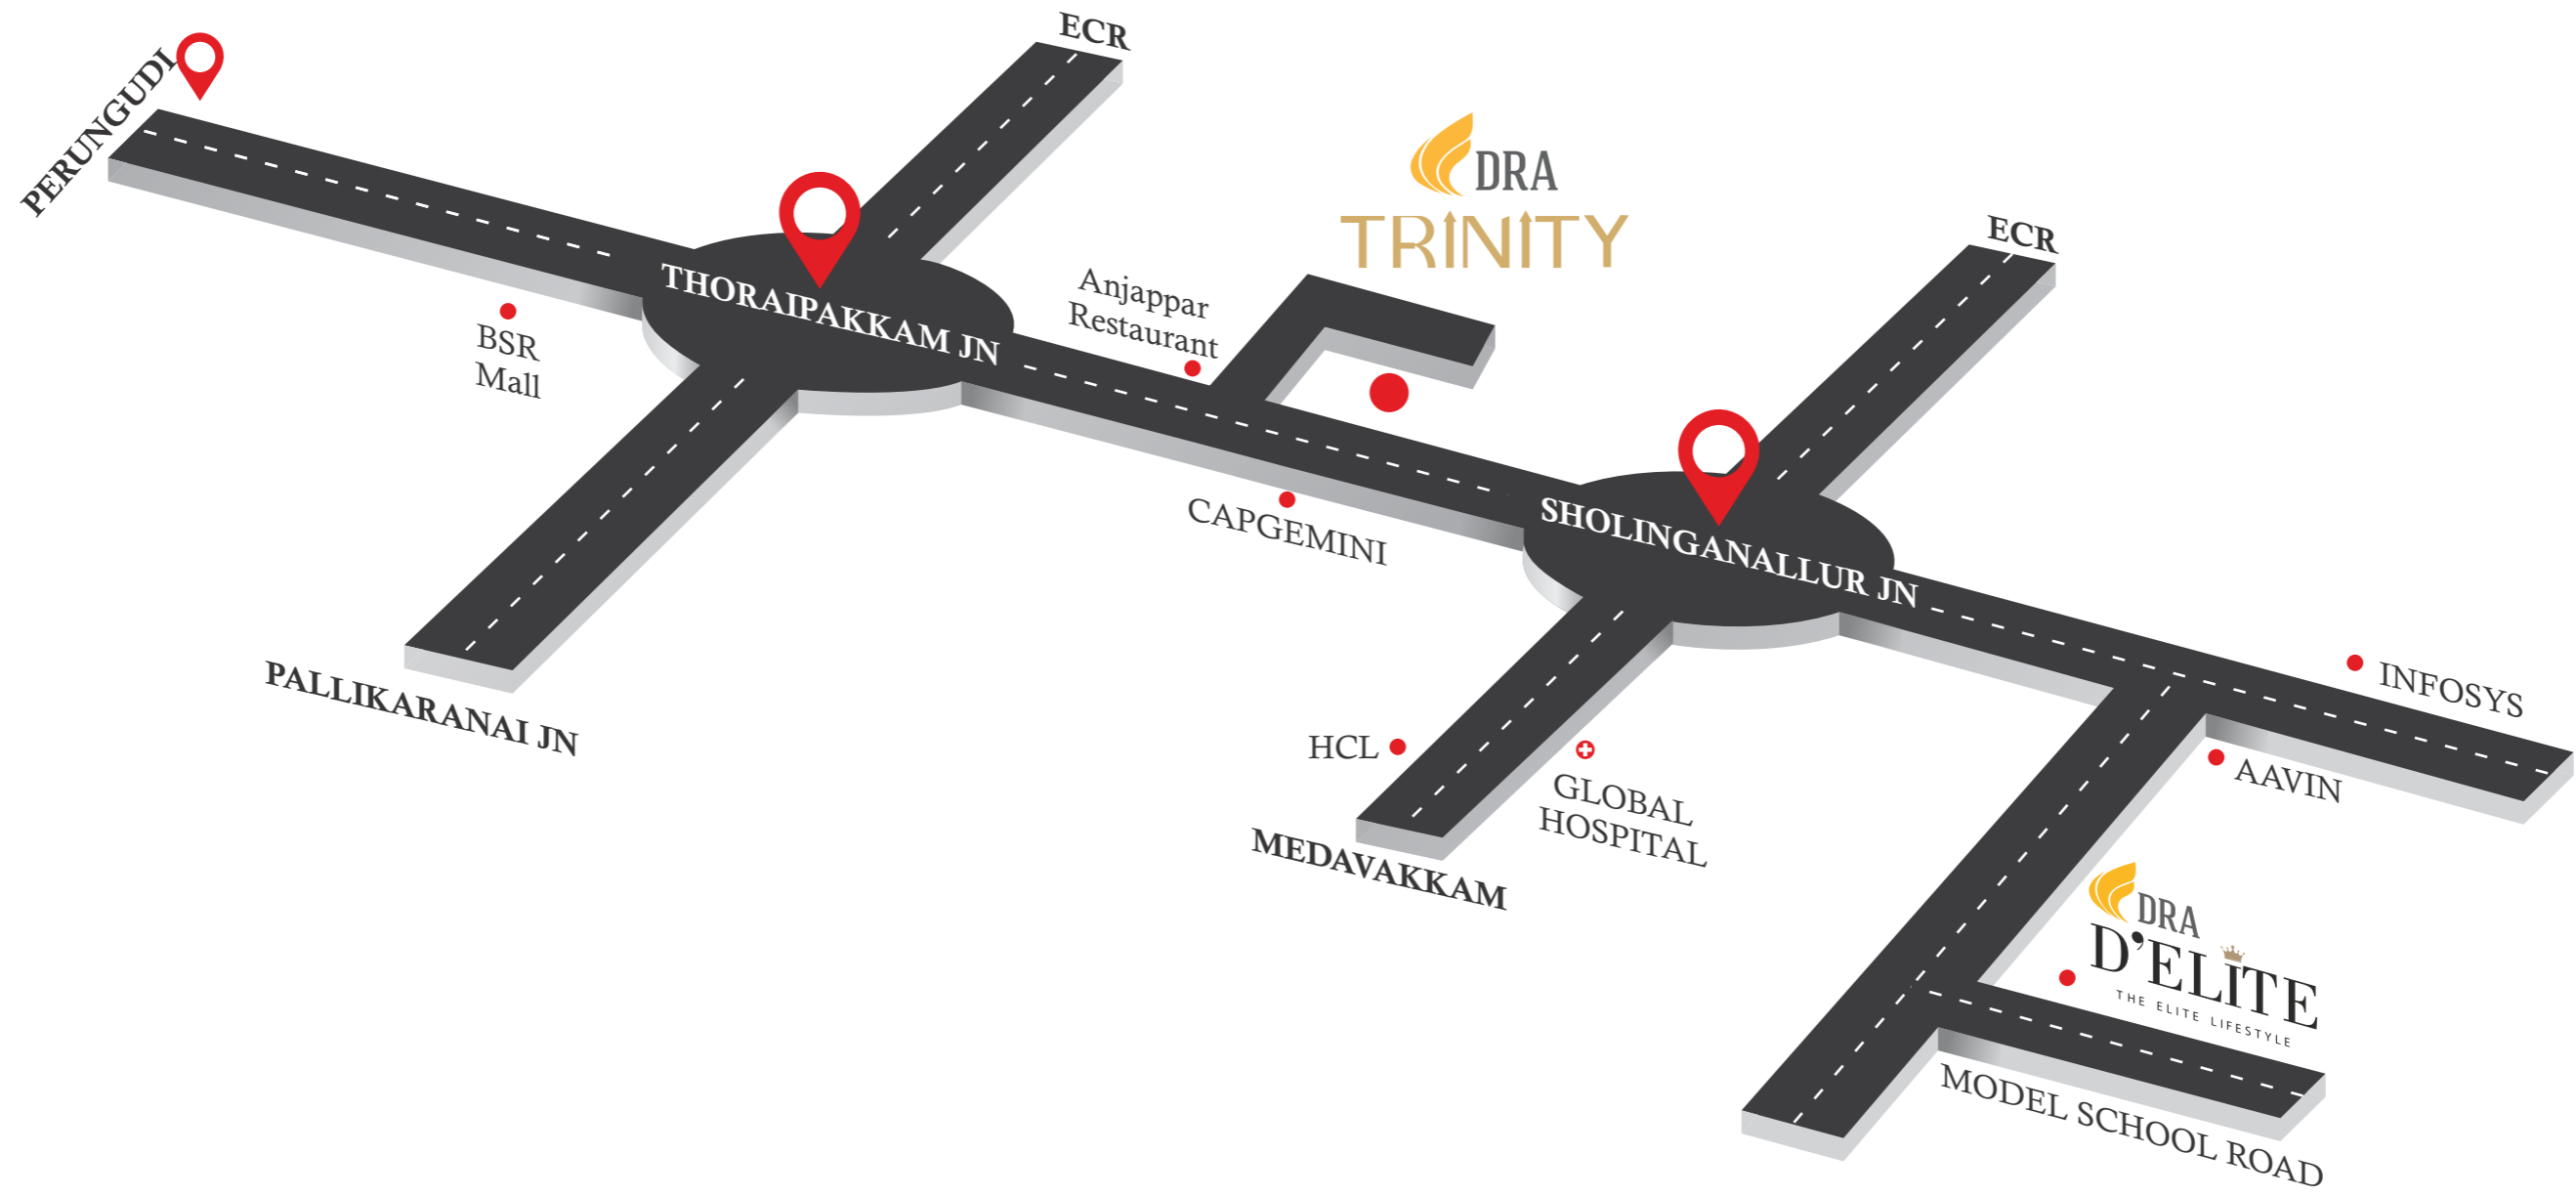 ECR
PERUNGUDI
DRA
TRINITY
ECR
THORAIPAKKAM JN
Anjappar
Restaurant
BSR
Mall
CAPGEMINI
SHOLINGANALLUR JN
PALLIKARANAI JN
INFOSYS
HCL
AAVIN
GLOBAL
HOSPITAL
MEDAVAKKAM
DRA
D'ELITE
THE ELITE LIFESTYLE
MODEL SCHOOL ROAD